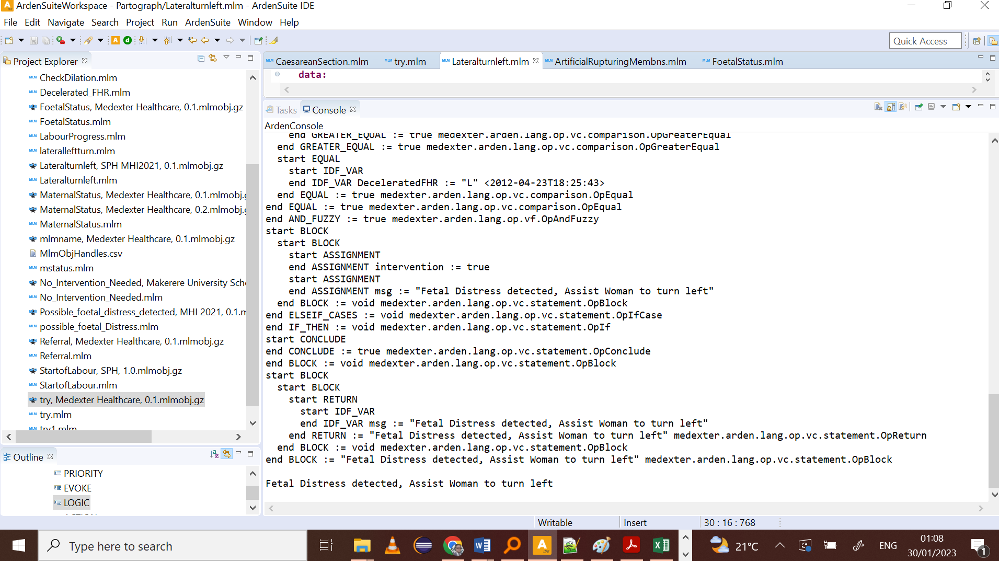 ArdenSuiteWorkspace - Partograph/Lateralturnleft.mlm - ArdenSuite IDE
File Edit Navigate Search Project Run ArdenSuite Window Help
Quick Access
Project Explorer
CheckDilation.mlm
Decelerated_FHR.mlm
FoetalStatus, Medexter Healthcare, 0.1.mlmobj.gz
FoetalStatus.mlm
LabourProgress.mlm
lateralleftturn.mlm
Lateralturnleft, SPH MHI2021, 0.1.mlmobj.gz
Lateralturnleft.mlm
MaternalStatus, Medexter Healthcare, 0.1.mlmobj.g
MaternalStatus, Medexter Healthcare, 0.2.mlmobj.g
MaternalStatus.mlm
mlmname, Medexter Healthcare, 0.1.mlmobj.gz
MlmObjHandles.csv
mstatus.mlm
No_Intervention_Needed, Makerere University Sch
No_Intervention_Needed.mlm
Possible_foetal_distress_detected, MHI 2021, 0.1.m
possible_foetal_Distress.mlm
Referral, Medexter Healthcare, 0.1.mlmobj.gz
Referral.mlm
StartofLabour, SPH, 1.0.mlmobj.gz
StartofLabour.mlm
try, Medexter Healthcare, 0.1.mlmobj.gz
try.mlm
try1.mlm
Outline
PRIORITY
EVOKE
LOGIC
CaesareanSection.mlm try.mlm Lateralturnleft.mlm ArtificialRupturingMembns.mlm FoetalStatus.mlm
data:
Tasks Console
ArdenConsole
end GREATER_EQUAL := true medexter.arden.lang.op.vc.comparison.OpGreaterEqual
end GREATER_EQUAL := true medexter.arden.lang.op.vc.comparison.OpGreaterEqual
start EQUAL
start IDF_VAR
end IDF_VAR DeceleratedFHR := "L" <2012-04-23T18:25:43>
end EQUAL := true medexter.arden.lang.op.vc.comparison.OpEqual
end EQUAL := true medexter.arden.lang.op.vc.comparison.OpEqual
end AND_FUZZY := true medexter.arden.lang.op.vf.OpAndFuzzy
start BLOCK
start BLOCK
start ASSIGNMENT
end ASSIGNMENT intervention := true
start ASSIGNMENT
end ASSIGNMENT msg := "Fetal Distress detected, Assist Woman to turn left"
end BLOCK := void medexter.arden.lang.op.vc.statement.OpBlock
end ELSEIF_CASES := void medexter.arden.lang.op.vc.statement.OpIfCase
end IF_THEN := void medexter.arden.lang.op.vc.statement.OpIf
start CONCLUDE
end CONCLUDE := true medexter.arden.lang.op.vc.statement.OpConclude
end BLOCK := void medexter.arden.lang.op.vc.statement.OpBlock
start BLOCK
start BLOCK
start RETURN
start IDF_VAR
end IDF_VAR msg := "Fetal Distress detected, Assist Woman to turn left"
end RETURN := "Fetal Distress detected, Assist Woman to turn left" medexter.arden.lang.op.vc.statement.OpReturn
end BLOCK := void medexter.arden.lang.op.vc.statement.OpBlock
end BLOCK := "Fetal Distress detected, Assist Woman to turn left" medexter.arden.lang.op.vc.statement.OpBlock
Fetal Distress detected, Assist Woman to turn left
Writable Insert 30 : 16 : 768
Type here to search
21°C
ENG
01:08
30/01/2023
1